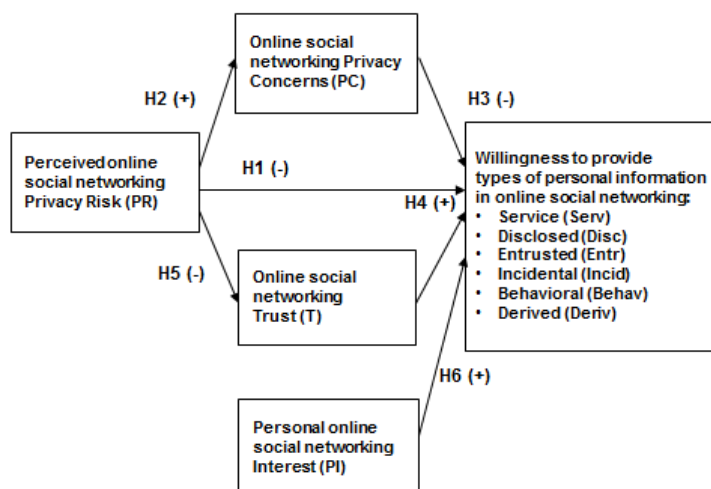 Online social
networking Privacy
Concerns (PC)
H2 (+)
H3 (-)
Perceived online
social networking
Privacy Risk (PR)
H1 (-)
H4 (+)
Willingness to provide
types of personal information
in online social networking:
• Service (Serv)
• Disclosed (Disc)
• Entrusted (Entr)
• Incidental (Incid)
• Behavioral (Behav)
• Derived (Deriv)
H5 (-)
Online social
networking
Trust (T)
H6 (+)
Personal online
social networking
Interest (PI)